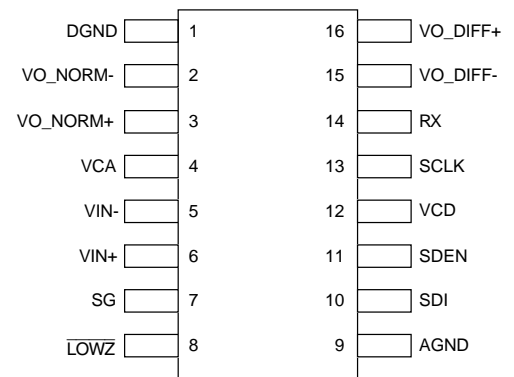 DGND 1 16 VO_DIFF+
VO_NORM- 2 15 VO_DIFF-
VO_NORM+ 3 14 RX
VCA 4 13 SCLK
VIN- 5 12 VCD
VIN+ 6 11 SDEN
SG 7 10 SDI
LOWZ 8 9 AGND